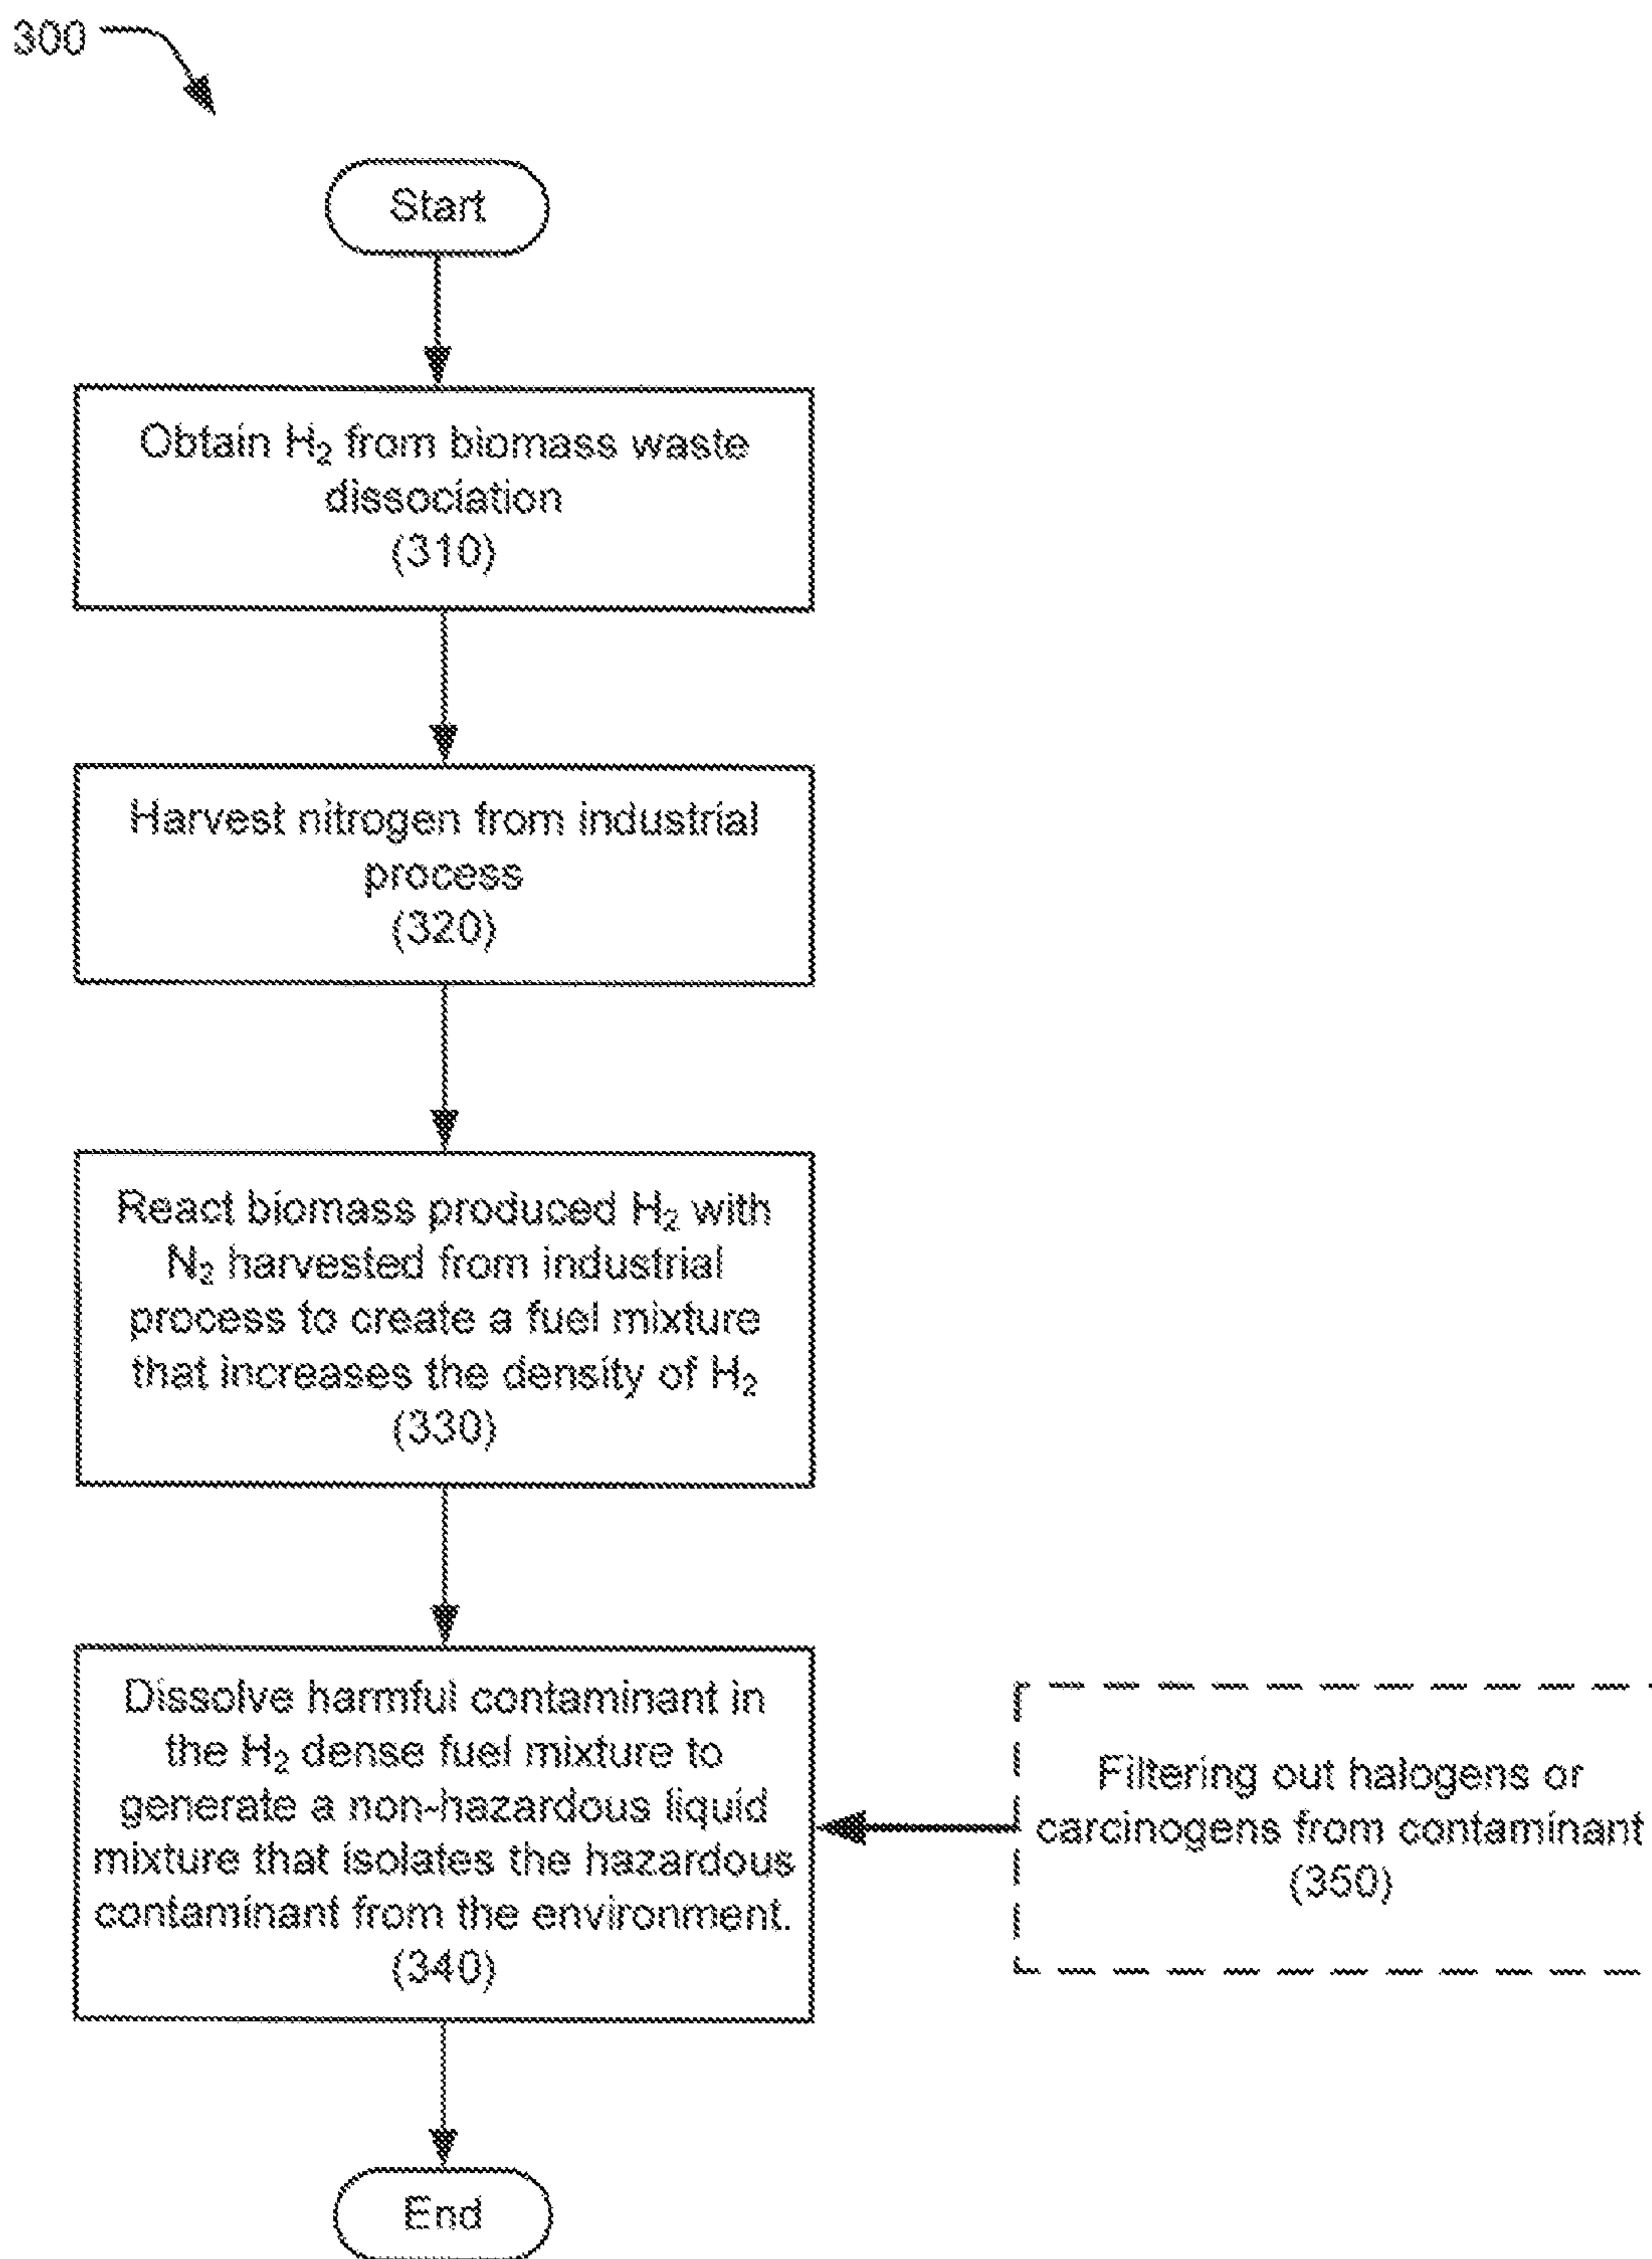 300
Start
Obtain H₂ from biomass waste
dissociation
(310)
Harvest nitrogen from industrial
process
(320)
React biomass produced H₂ with
N₂ harvested from industrial
process to create a fuel mixture
that increases the density of H₂
(330)
Dissolve harmful contaminant in
the H₂ dense fuel mixture to
generate a non-hazardous liquid
mixture that isolates the hazardous
contaminant from the environment.
(340)
Filtering out halogens or
carcinogens from contaminant
(350)
End